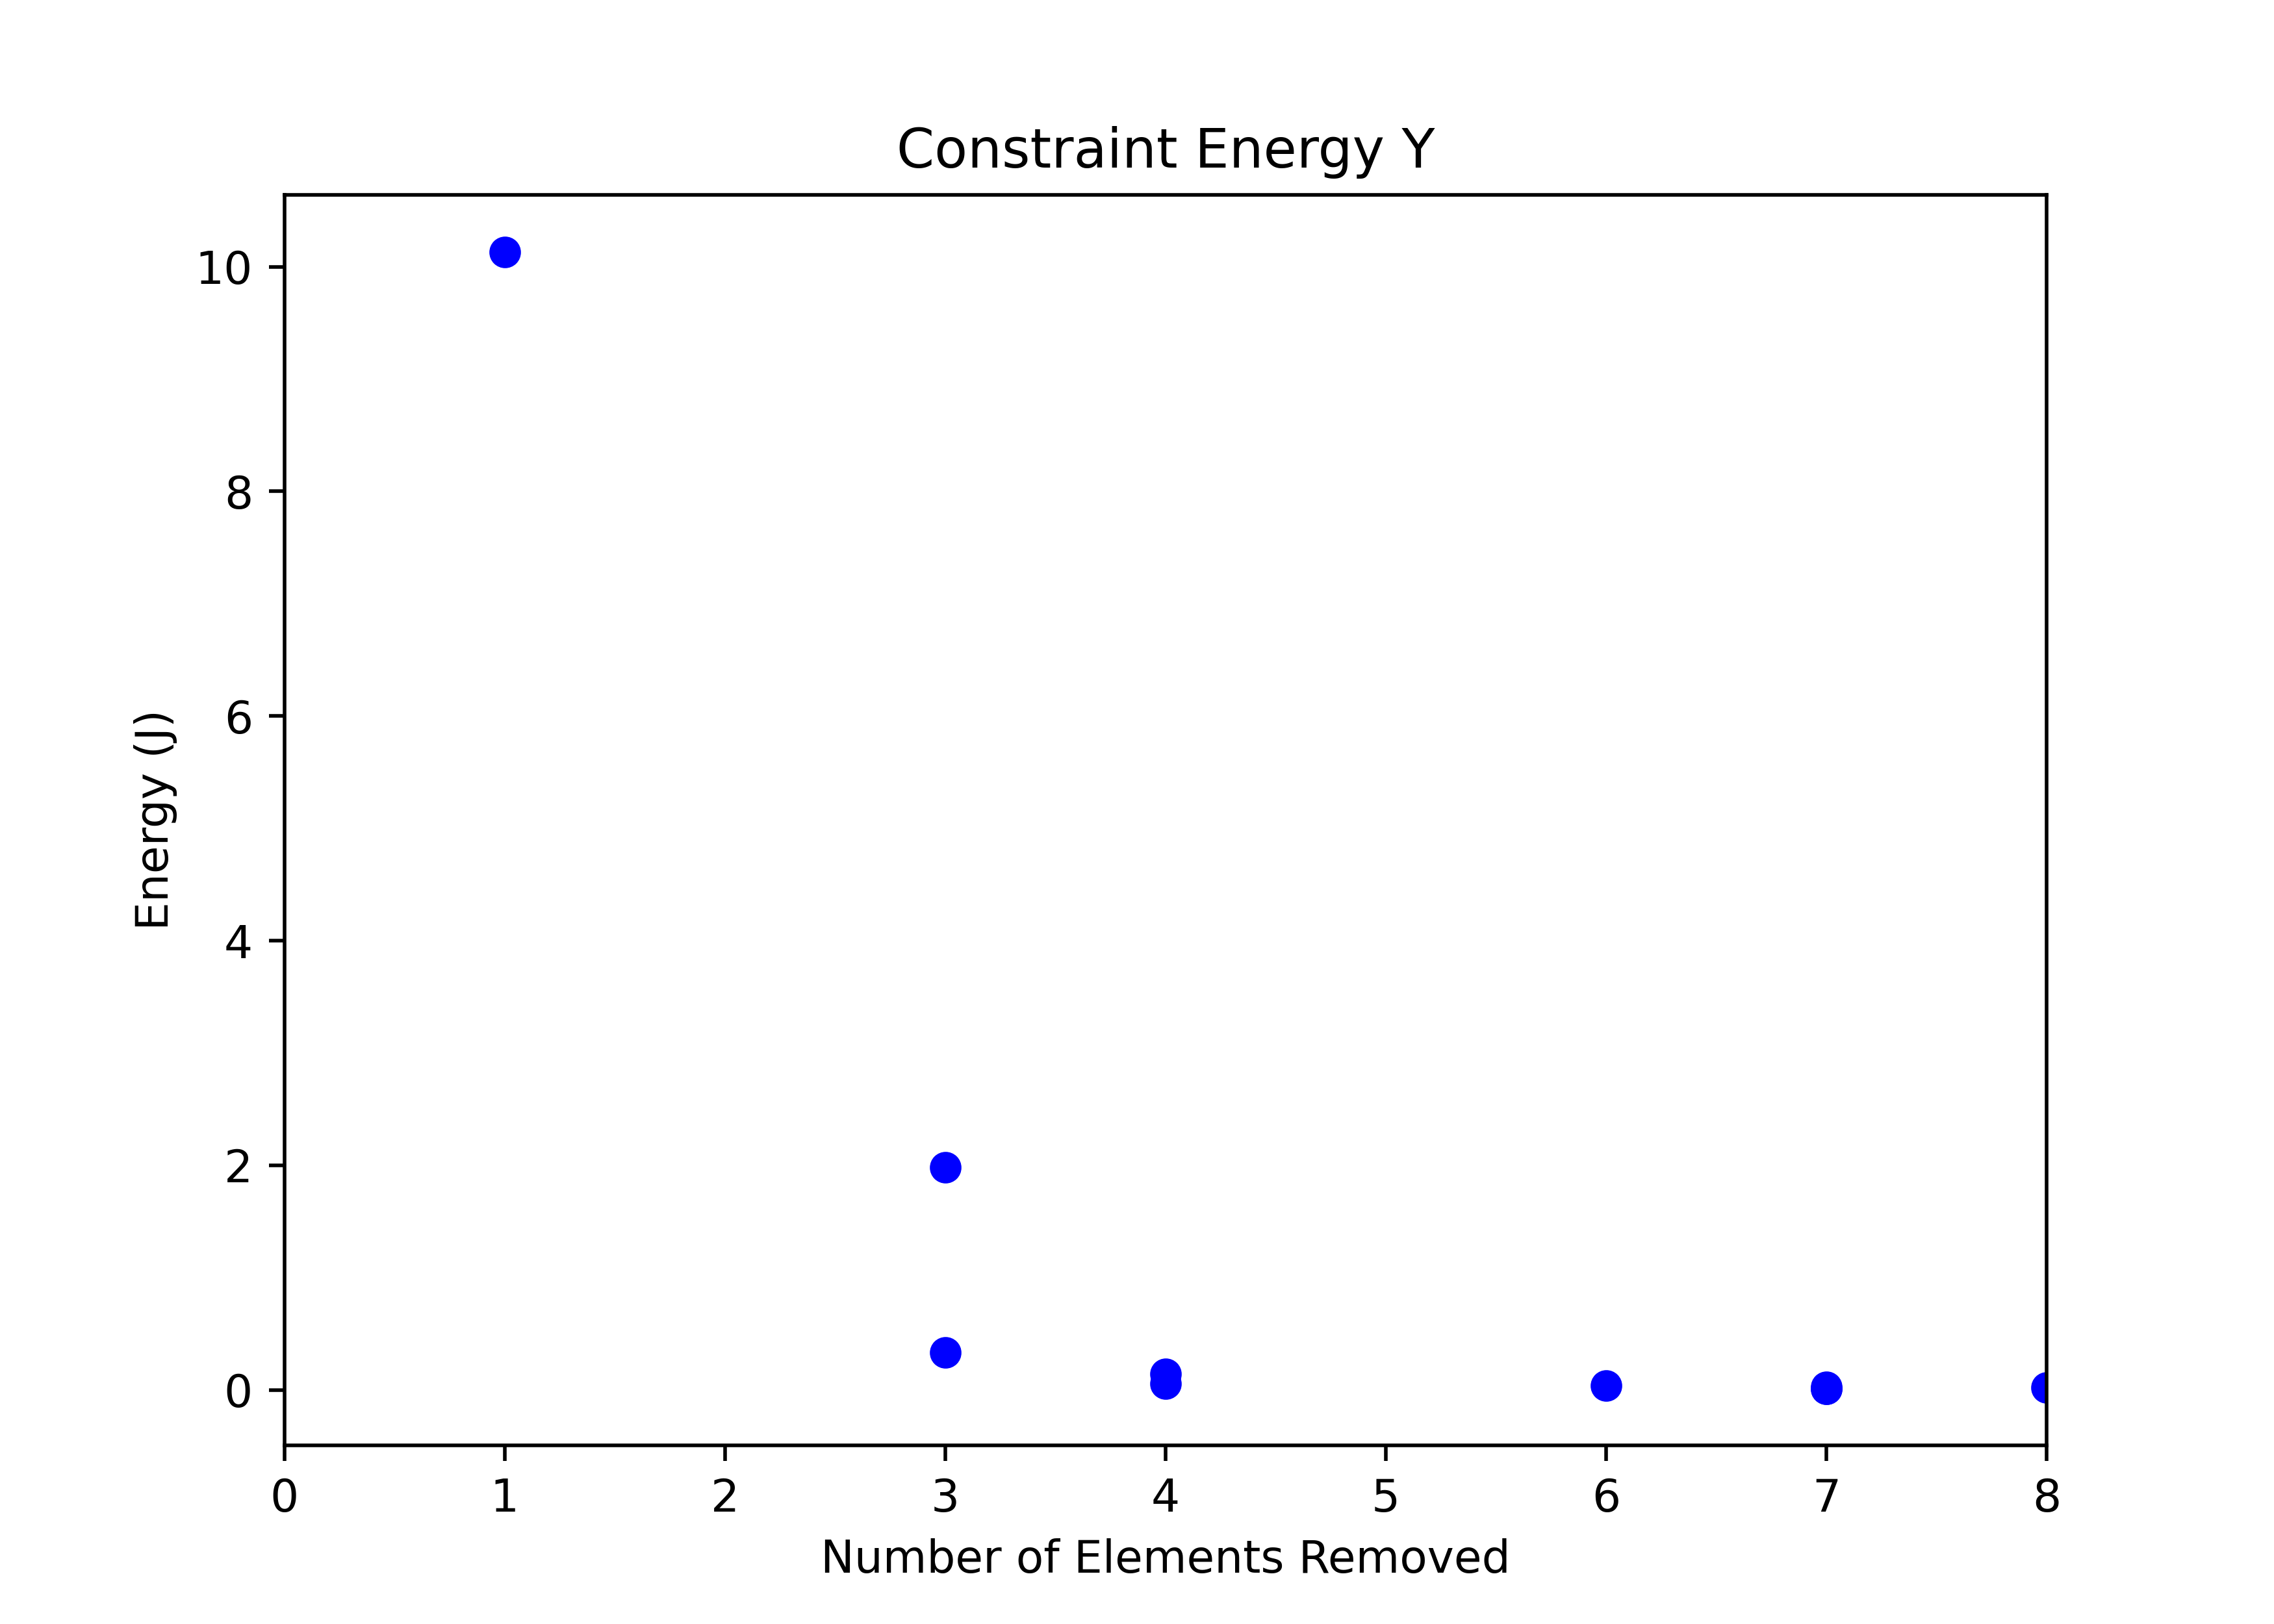 Constraint Energy Y
10
8
6
4
2
0
Energy (J)
0 1 2 3 4 5 6 7 8
Number of Elements Removed